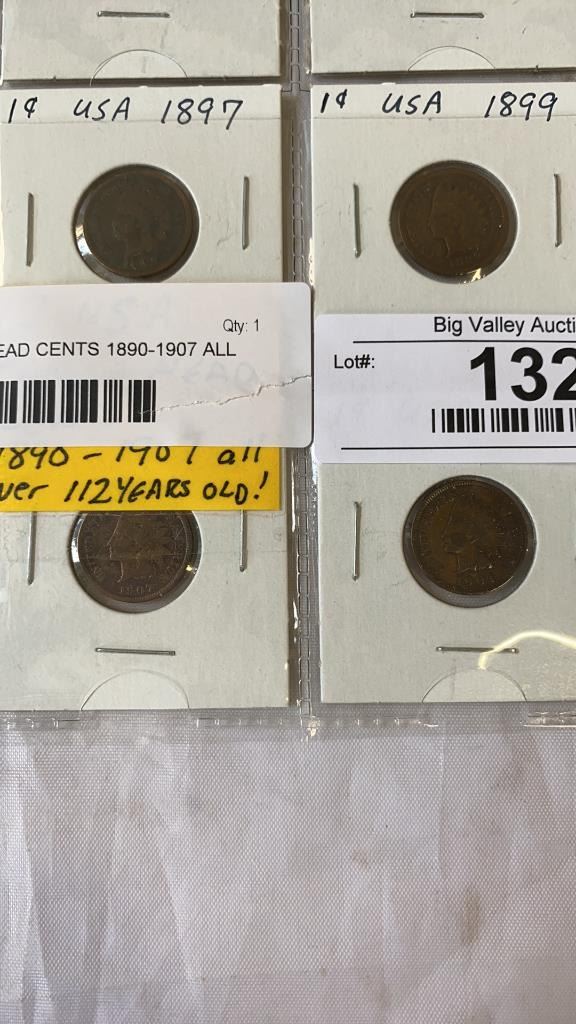 1¢ USA 1897
1¢ USA 1899
Qty: 1
EAD CENTS 1890-1907 ALL
Big Valley Aucti
Lot#:
132
1890 - 1907 all
ver 112 YEARS OLD!